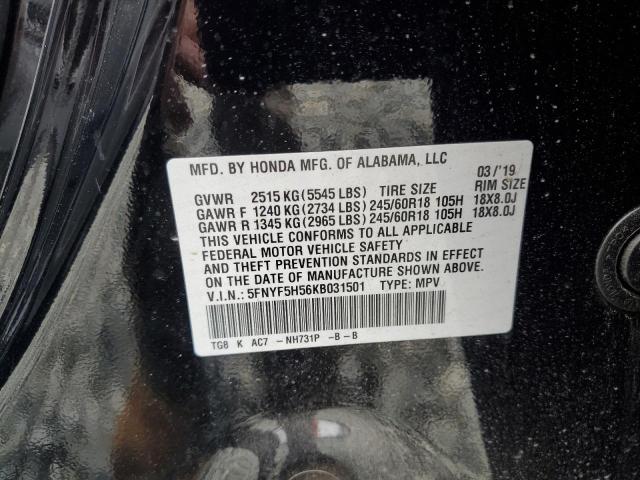 MFD. BY HONDA MFG. OF ALABAMA, LLC 03/'19
GVWR 2515 KG (5545 LBS) TIRE SIZE RIM SIZE
GAWR F 1240 KG (2734 LBS) 245/60R18 105H 18X8.0J
GAWR R 1345 KG (2965 LBS) 245/60R18 105H 18X8.0J
THIS VEHICLE CONFORMS TO ALL APPLICABLE
FEDERAL MOTOR VEHICLE SAFETY
AND THEFT PREVENTION STANDARDS IN EFFECT
ON THE DATE OF MANUFACTURE SHOWN ABOVE.
V.I.N.: 5FNYF5H56KB031501 TYPE: MPV
TG8 K AC7 -NH731P -B-B